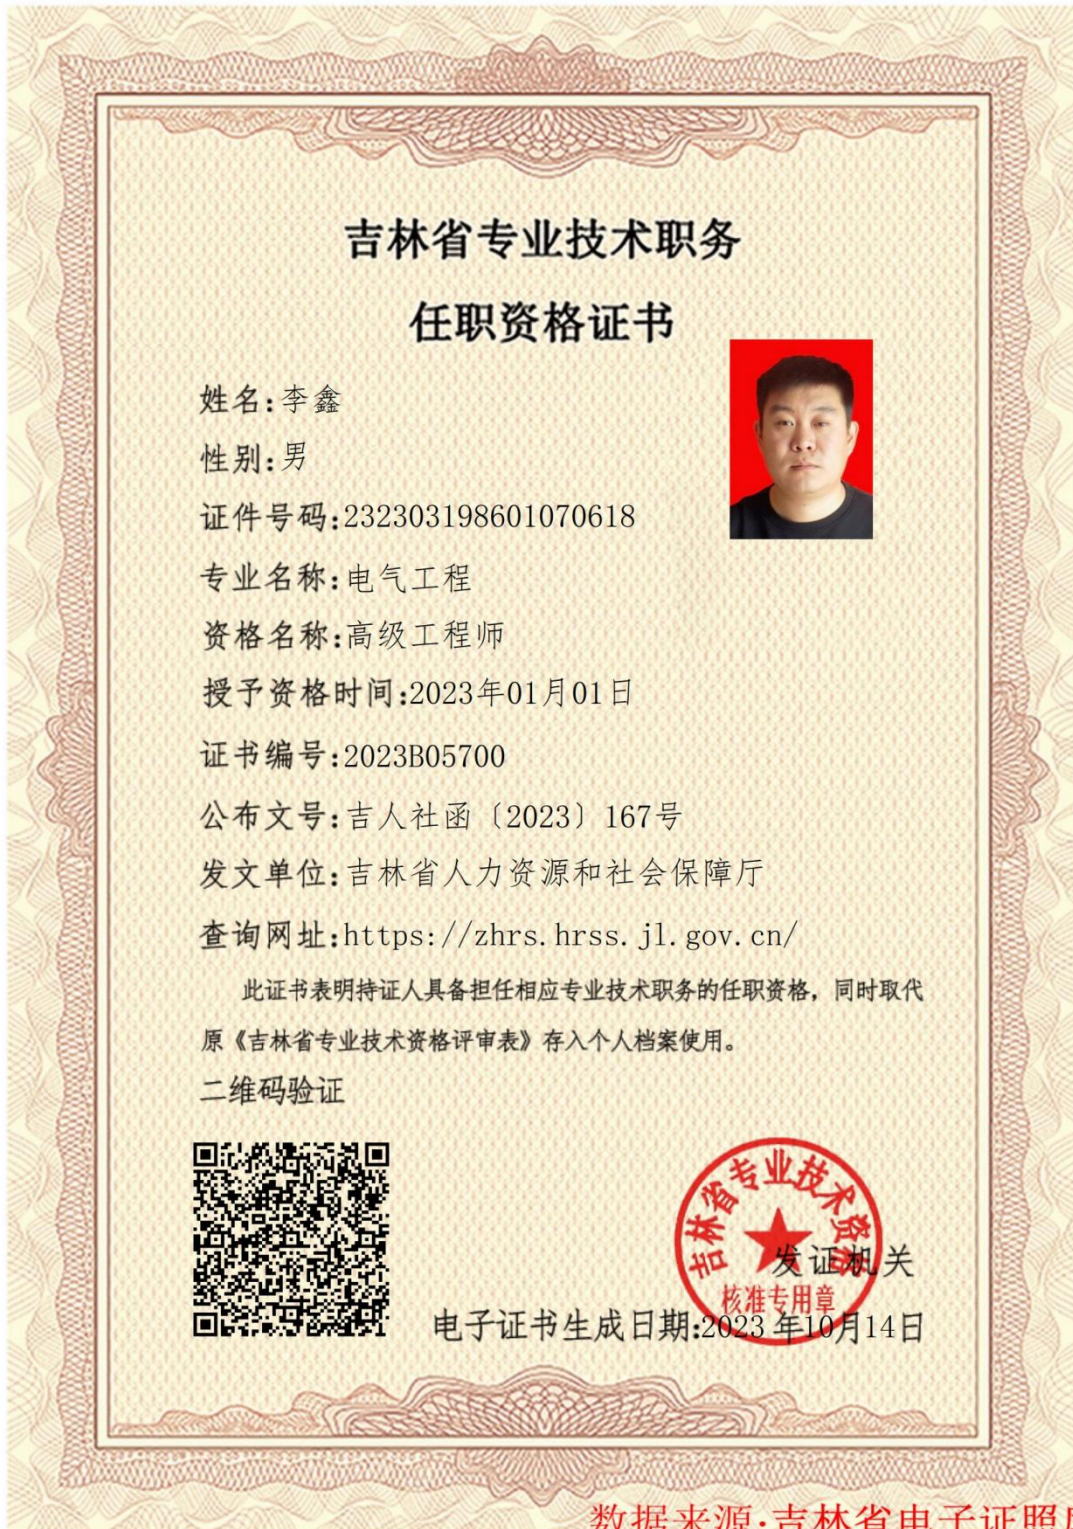 吉林省专业技术职务
任职资格证书
姓名:李鑫
性别:男
证件号码:232303198601070618
专业名称:电气工程
资格名称:高级工程师
授予资格时间:2023年01月01日
证书编号:2023B05700
公布文号:吉人社函〔2023〕167号
发文单位:吉林省人力资源和社会保障厅
查询网址:https://zhrs.hrss.jl.gov.cn/
此证书表明持证人具备担任相应专业技术职务的任职资格，同时取代
原《吉林省专业技术资格评审表》存入个人档案使用。
二维码验证
吉林省专业技术资格
核准专用章
发证机关
电子证书生成日期:2023年10月14日
数据来源:吉林省电子证照